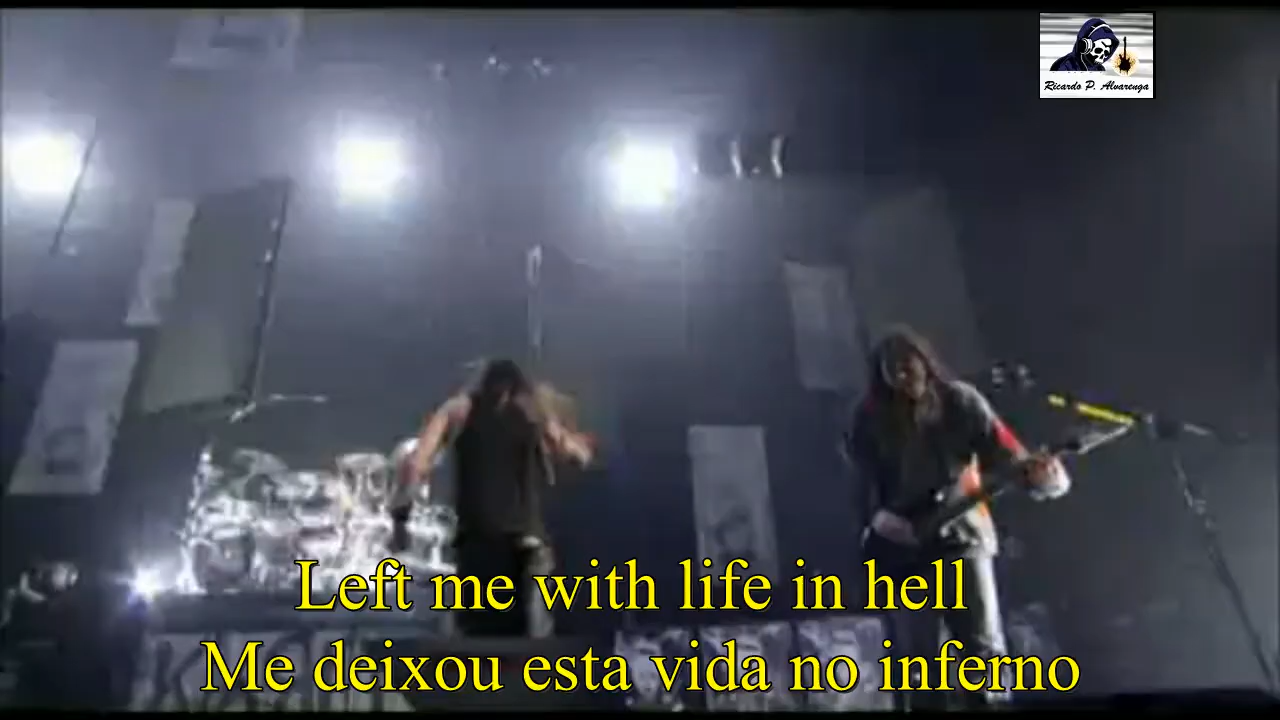 Ricardo P. Alvarenga
Left me with life in hell
Me deixou esta vida no inferno